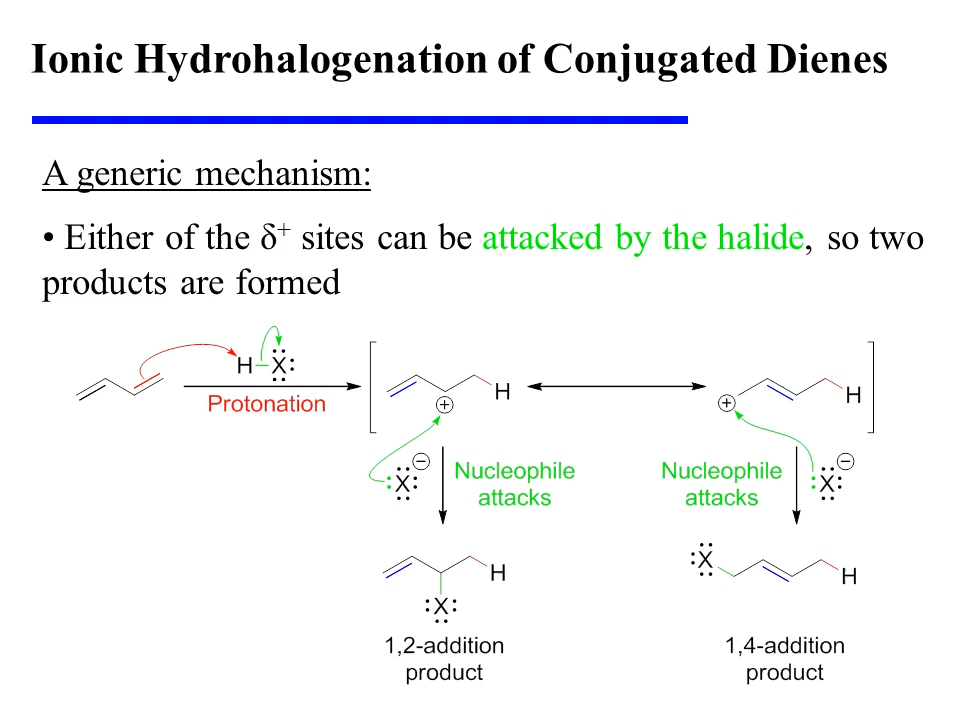 Ionic Hydrohalogenation of Conjugated Dienes
A generic mechanism:
• Either of the δ⁺ sites can be attacked by the halide, so two
products are formed
H X
Protonation
H
⊕
H
⊕
X ⊖
Nucleophile
attacks
Nucleophile
attacks
X ⊖
H
X
1,2-addition
product
X
H
1,4-addition
product